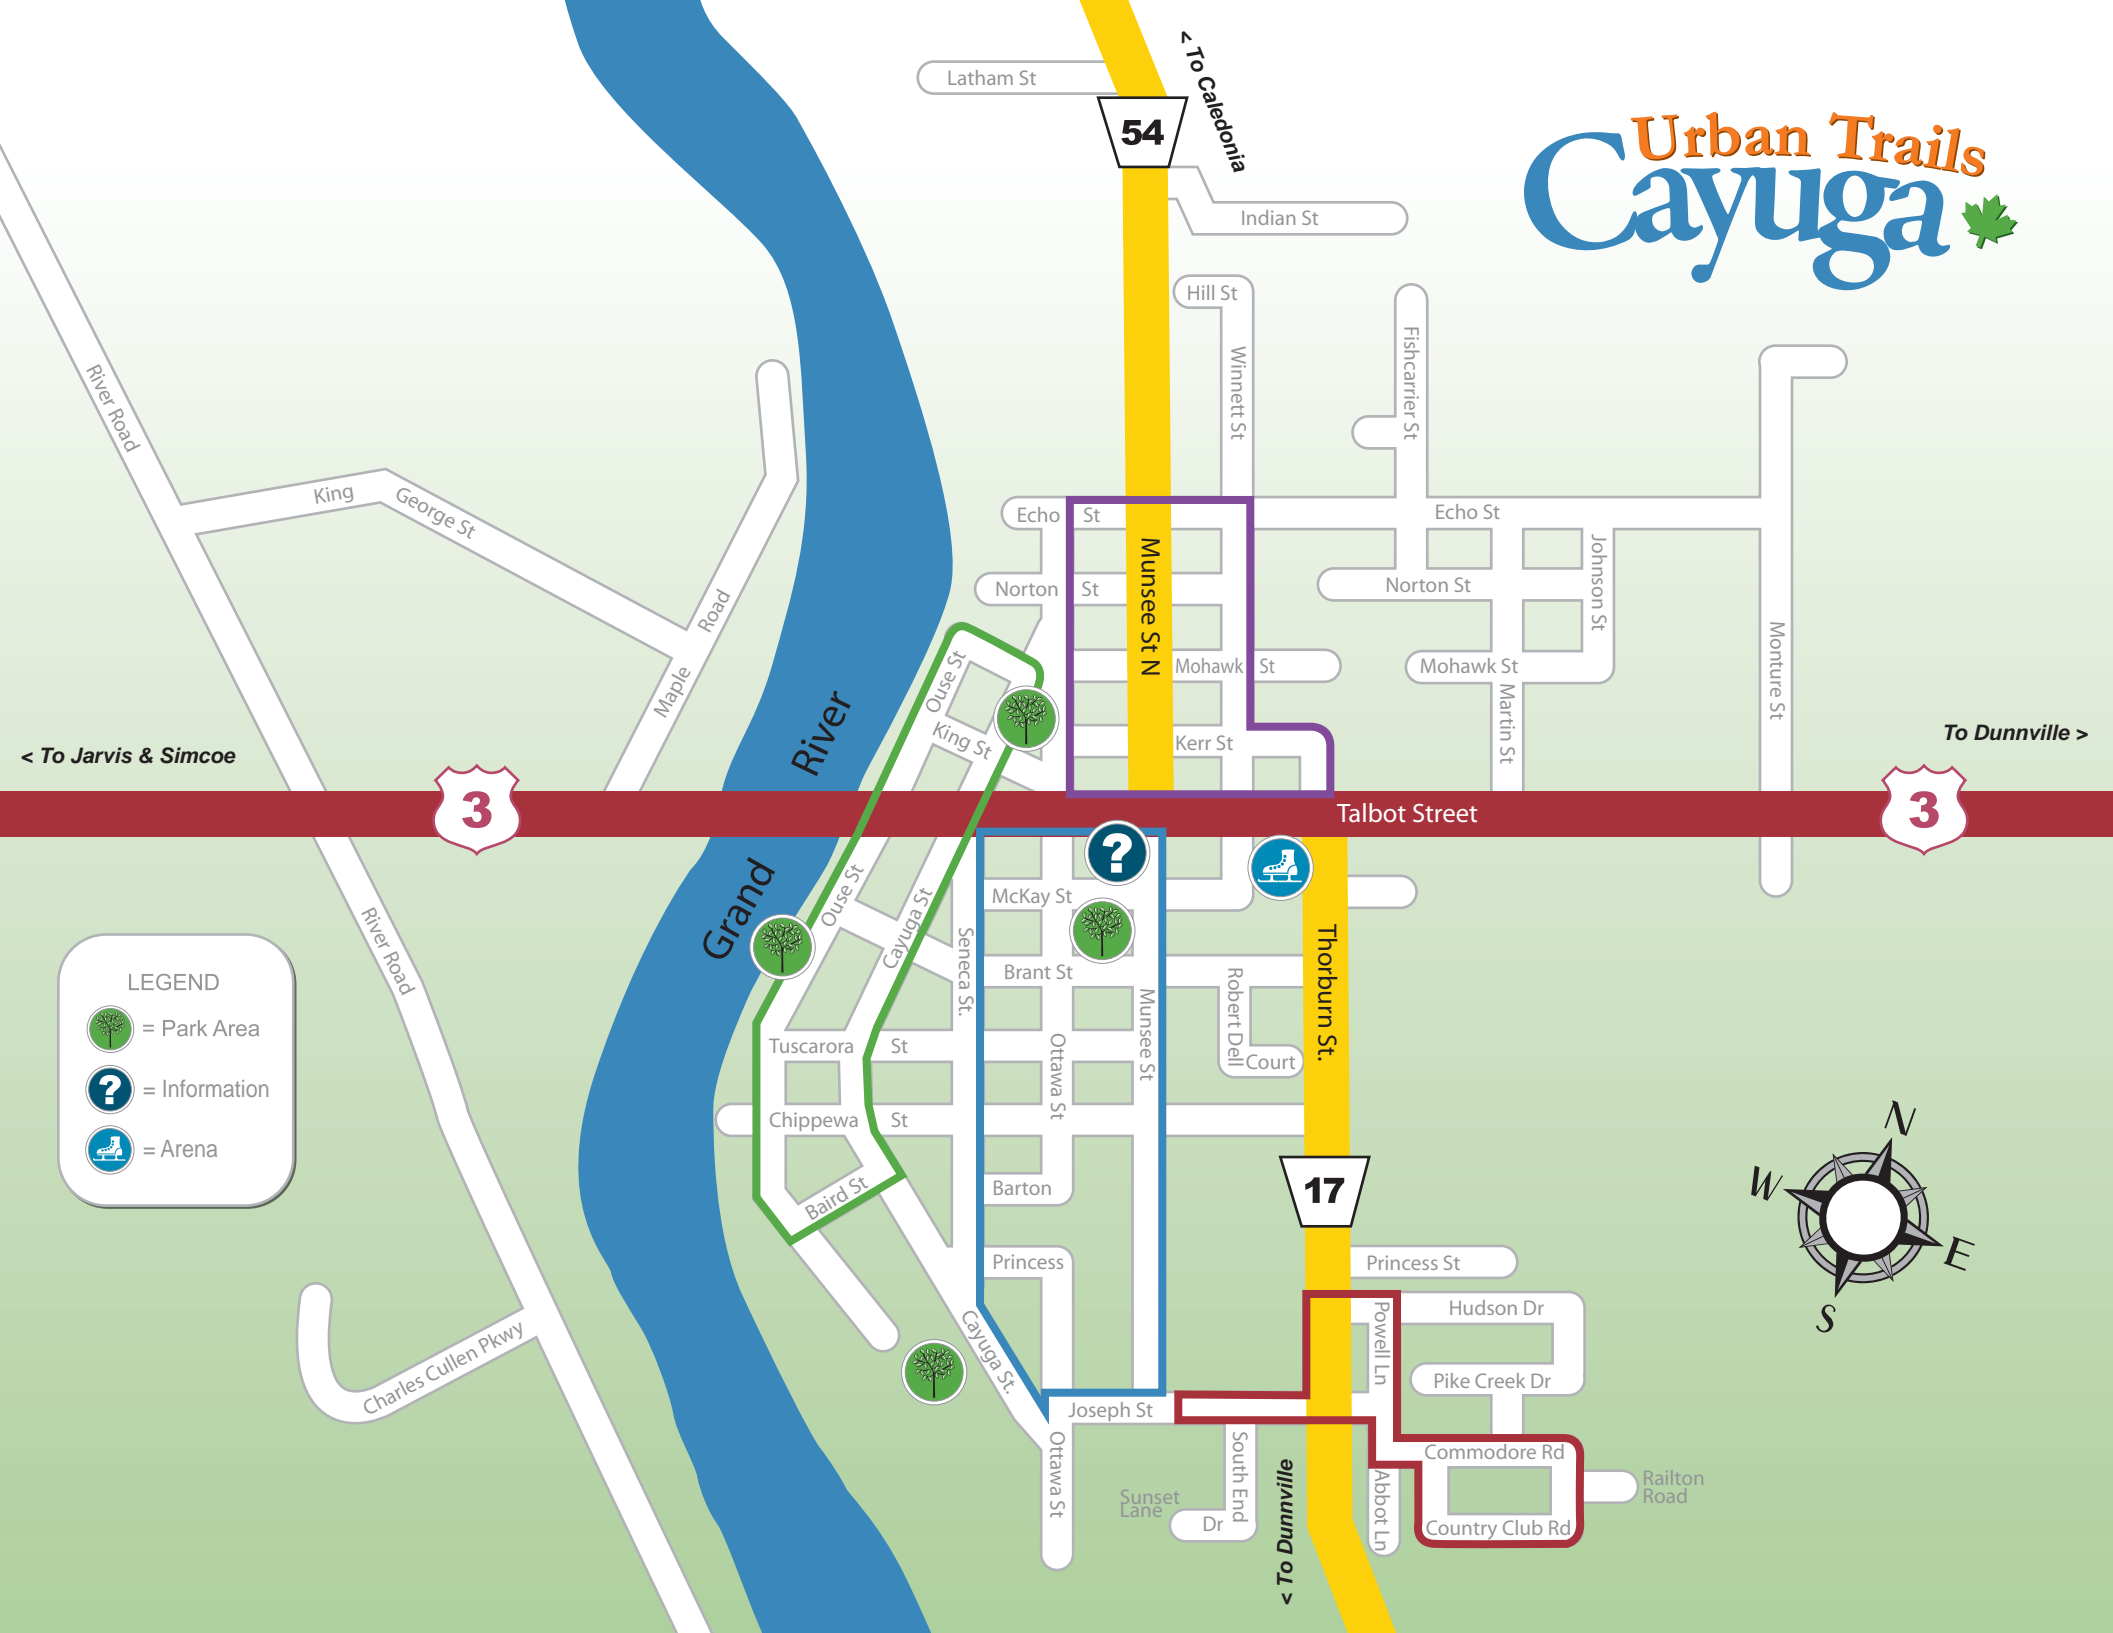 Urban Trails
Cayuga
< To Caledonia
Latham St
54
Indian St
Hill St
Winnett St
Fishcarrier St
River Road
King
George St
Echo St
Echo St
Munsee St N
Norton St
Norton St
Johnson St
Road
Maple
Ouse St
King St
Mohawk St
Mohawk St
Martin St
Monture St
Kerr St
River
Grand
< To Jarvis & Simcoe
To Dunnville >
3
Talbot Street
3
?
River Road
Ouse St
Cayuga St
McKay St
Seneca St.
Brant St
Munsee St
Robert Dell
Court
Thorburn St.
Tuscarora St
Ottawa St
Chippewa St
Baird St
Barton
17
Princess
Princess St
Cayuga St.
Hudson Dr
Powell Ln
Pike Creek Dr
Joseph St
Ottawa St
South End
Sunset
Lane
Dr
Commodore Rd
Abbot Ln
Country Club Rd
Railton
Road
< To Dunnville
Charles Cullen Pkwy
LEGEND
= Park Area
? = Information
= Arena
N
W
E
S